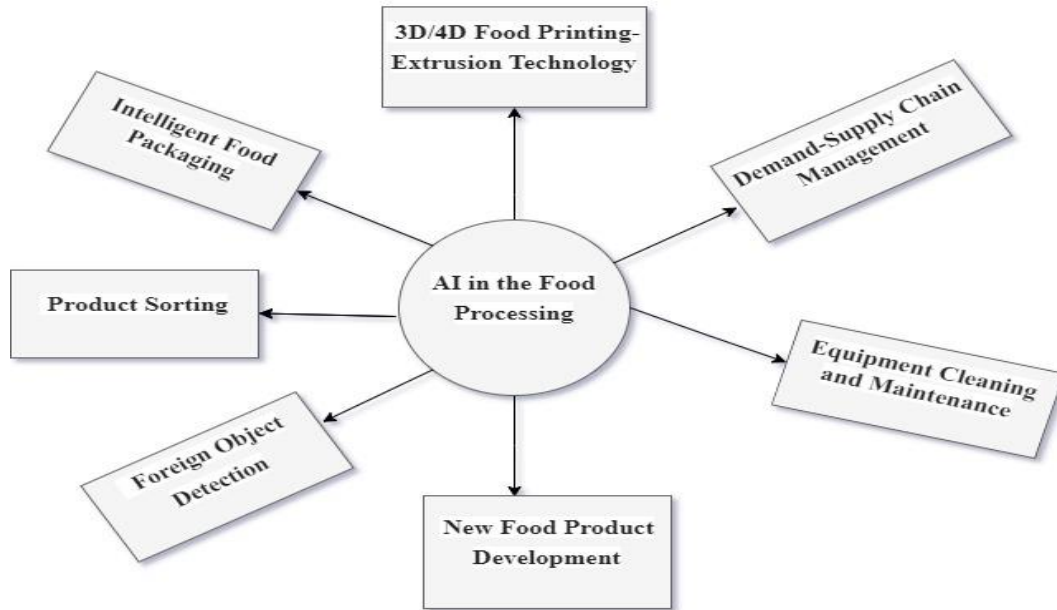 3D/4D Food Printing-
Extrusion Technology
Intelligent Food
Packaging
Demand-Supply Chain
Management
AI in the Food
Processing
Product Sorting
Equipment Cleaning
and Maintenance
Foreign Object
Detection
New Food Product
Development